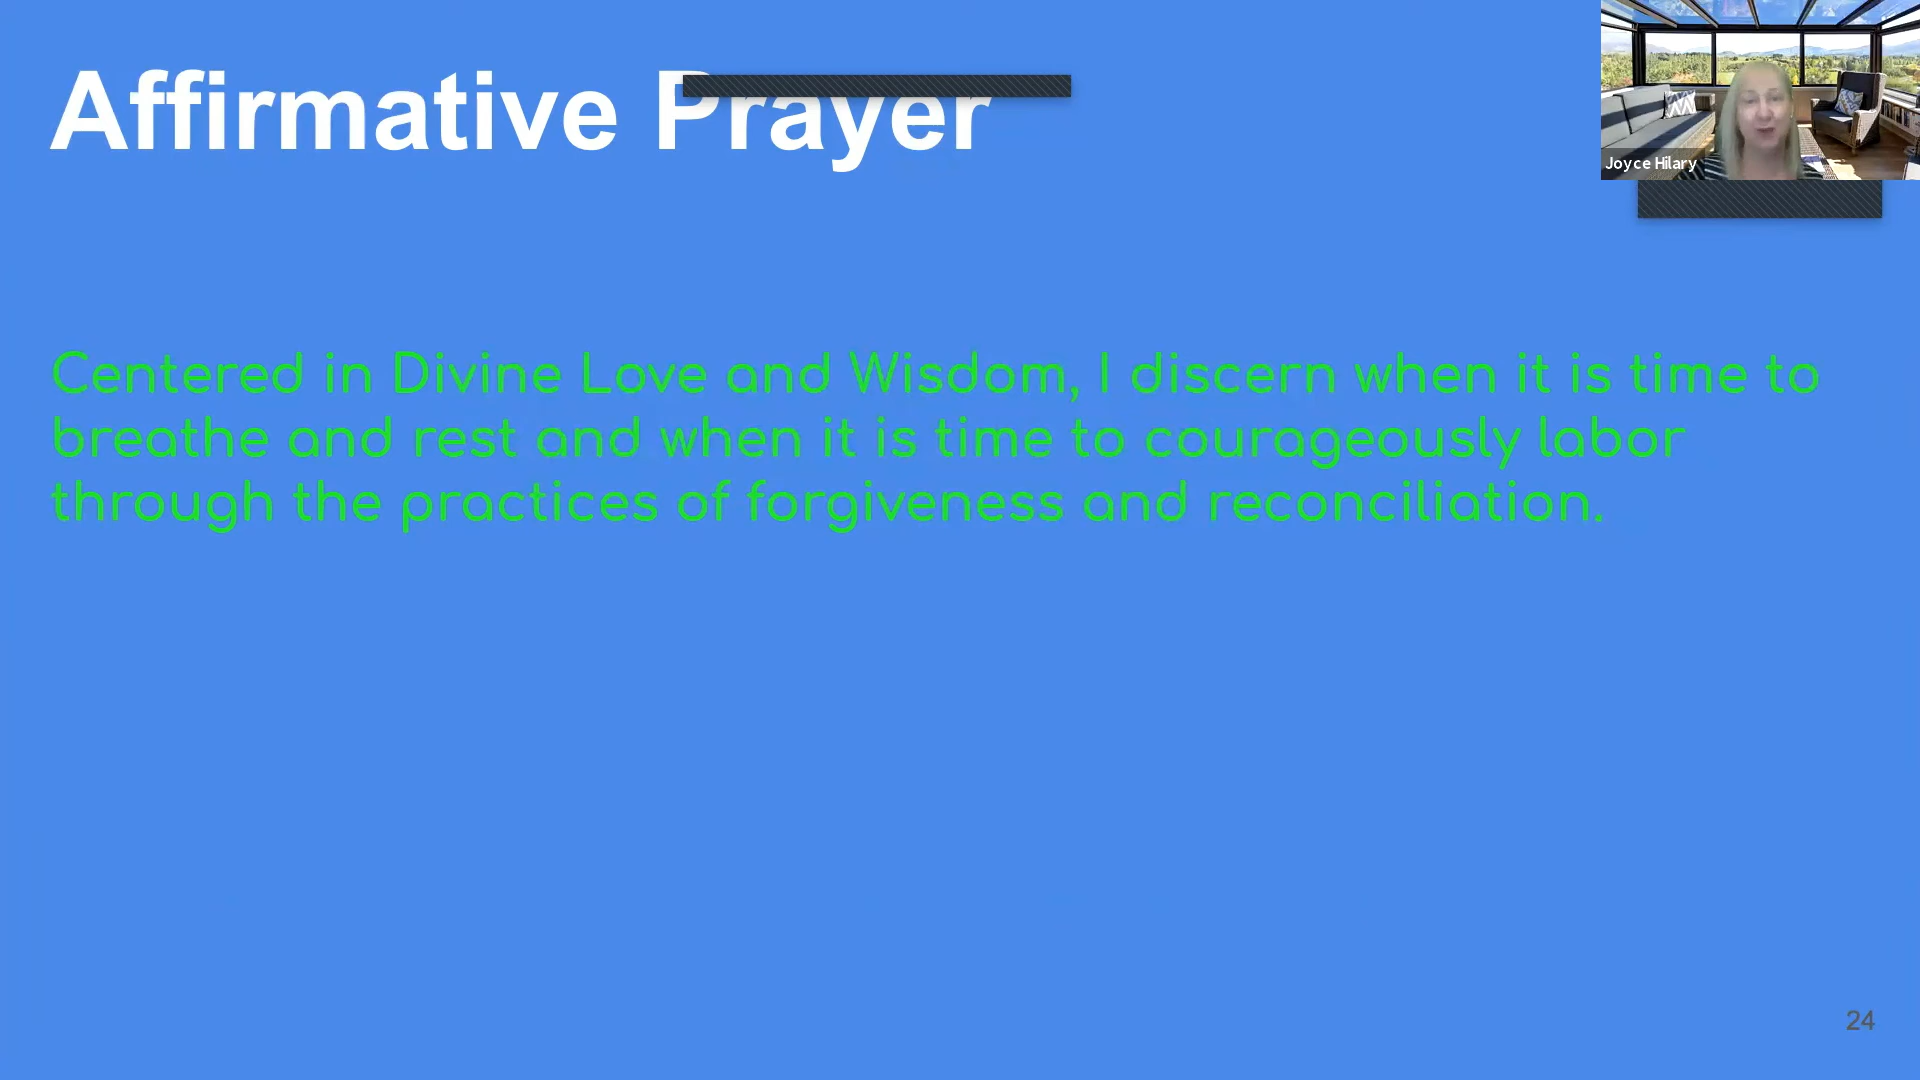 Affirmative Prayer
Joyce Hilary
Centered in Divine Love and Wisdom, I discern when it is time to
breathe and rest and when it is time to courageously labor
through the practices of forgiveness and reconciliation.
24